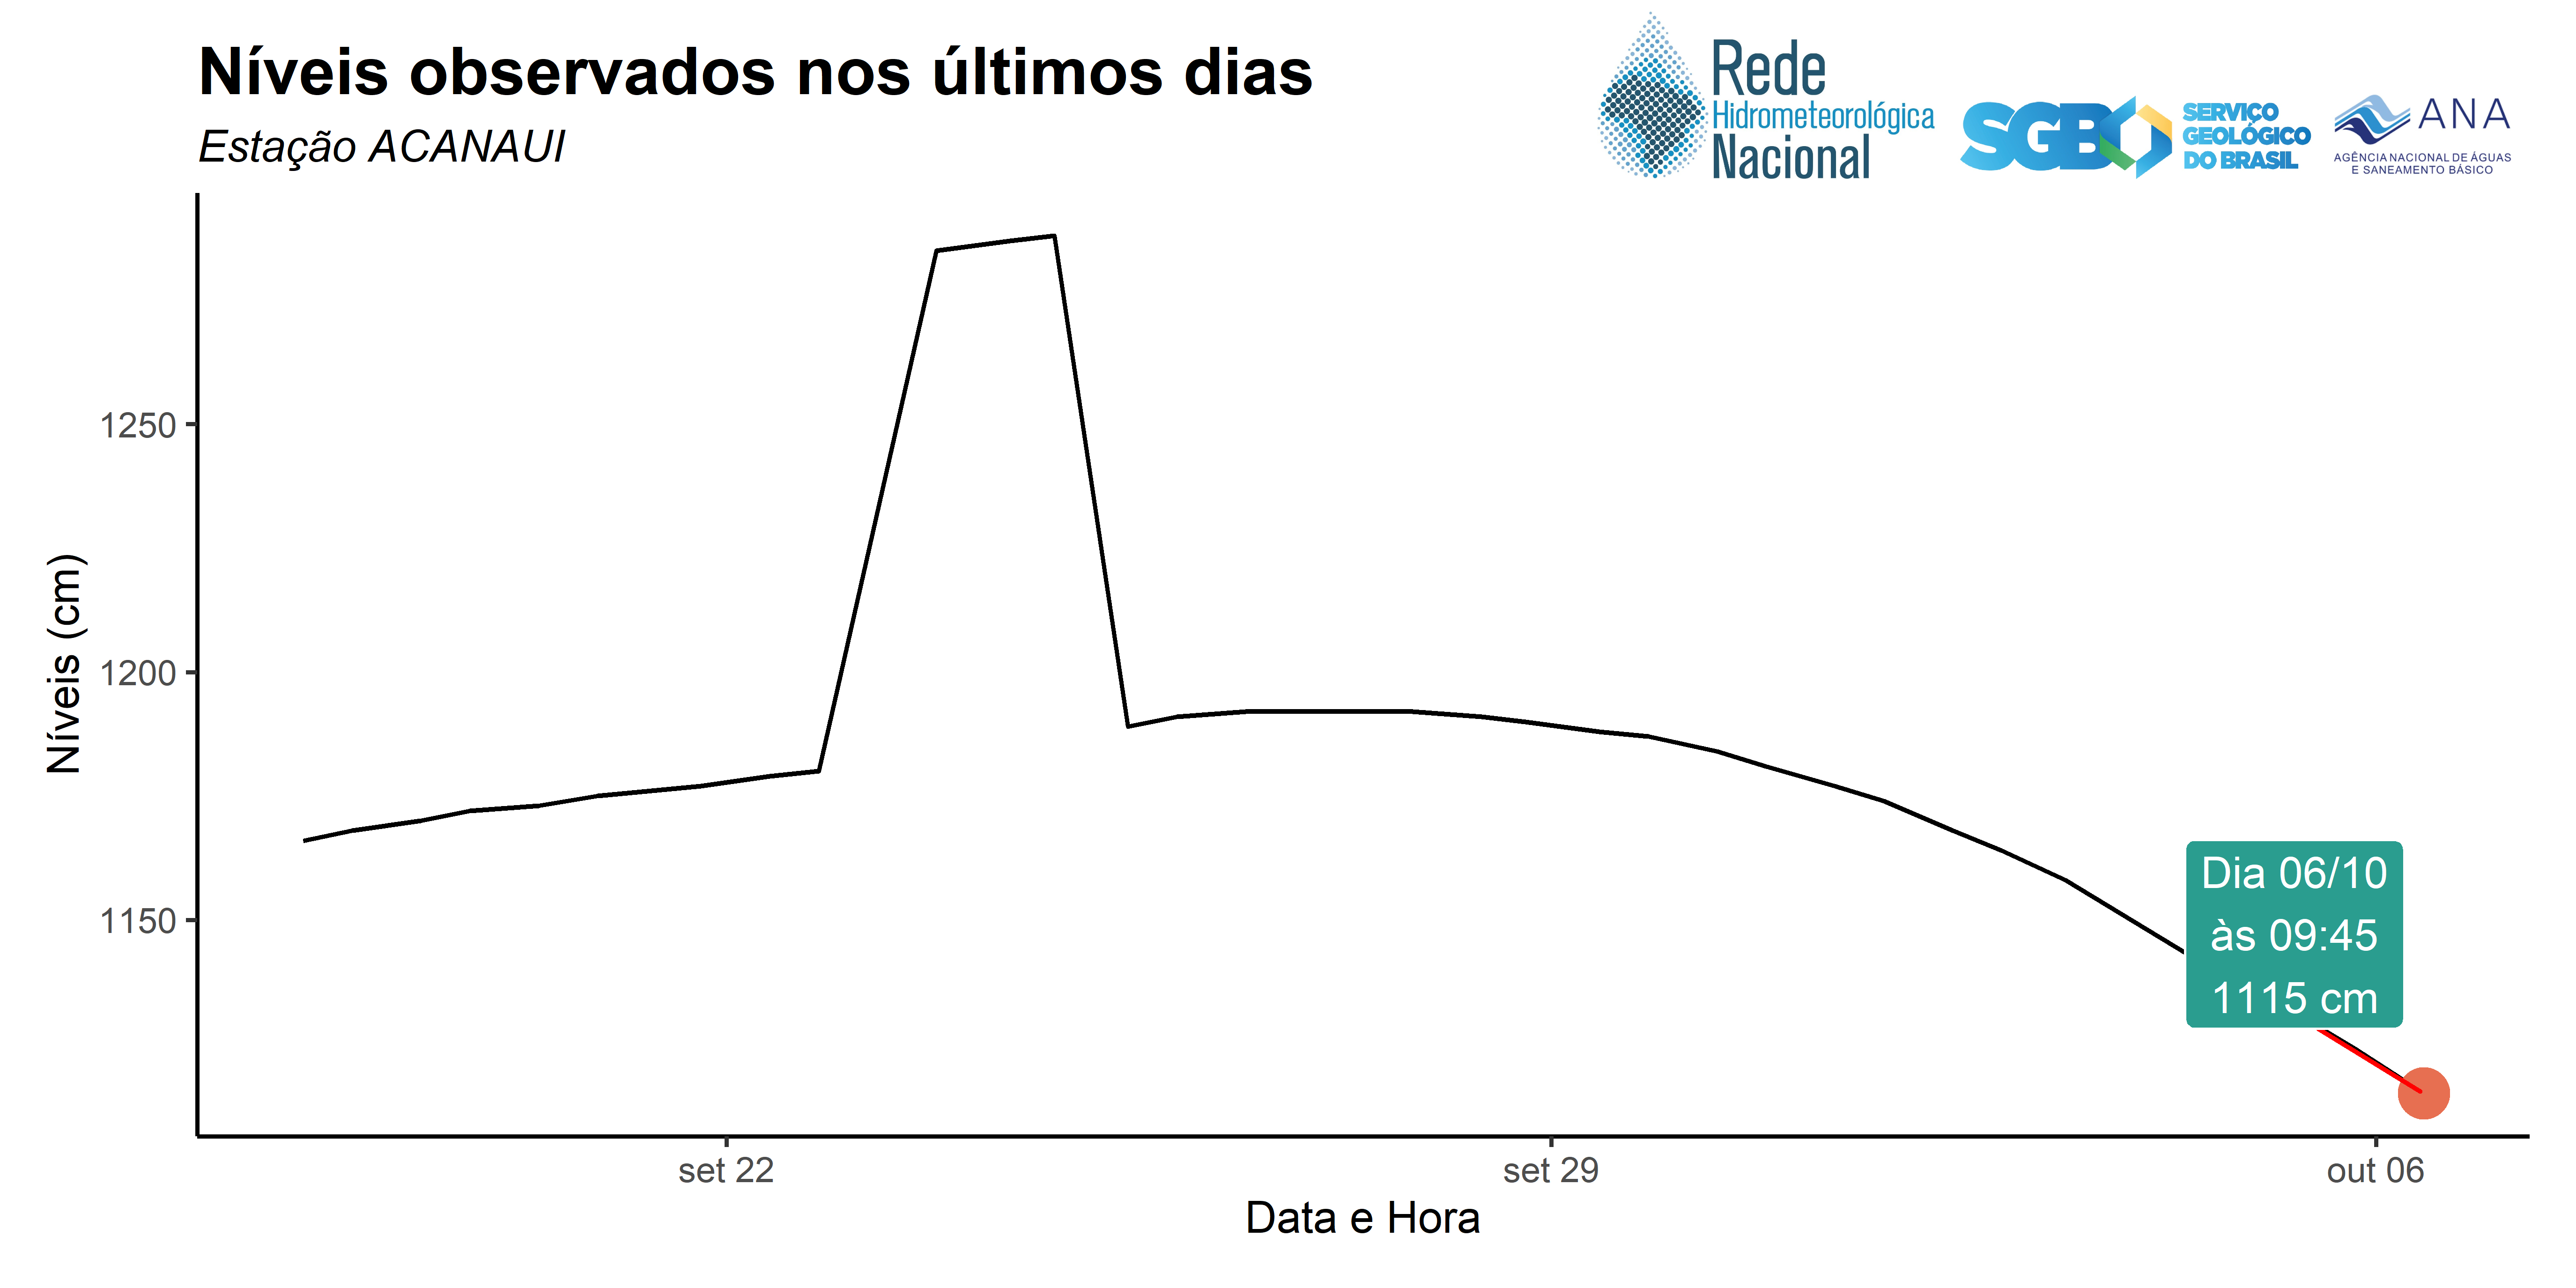 Níveis observados nos últimos dias
Estação ACANAUI
Rede
Hidrometeorológica
Nacional
SGB
SERVIÇO
GEOLÓGICO
DO BRASIL
ANA
AGÊNCIA NACIONAL DE ÁGUAS
E SANEAMENTO BÁSICO
Níveis (cm)
1250
1200
1150
Dia 06/10
às 09:45
1115 cm
set 22
set 29
out 06
Data e Hora